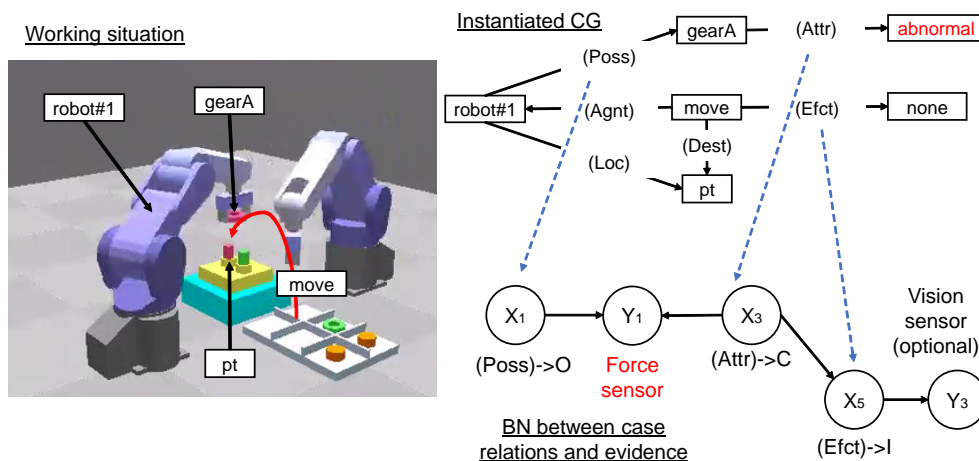 Working situation
robot#1
gearA
move
pt
Instantiated CG
gearA
(Attr)
abnormal
(Poss)
robot#1
(Agnt)
move
(Efct)
none
(Dest)
(Loc)
pt
X1
Y1
X3
Vision
sensor
(optional)
(Poss)->O
Force
sensor
(Attr)->C
X5
Y3
(Efct)->I
BN between case
relations and evidence